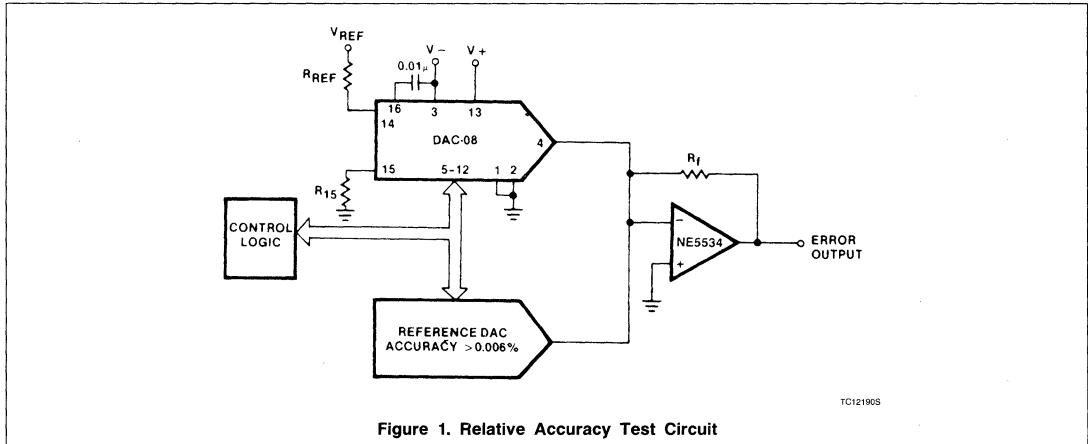 VREF
RREF
0.01μ
V–
V+
16
3
13
14
DAC-08
4
15
5-12
1
2
R15
Rf
CONTROL
LOGIC
–
NE5534
+
ERROR
OUTPUT
REFERENCE DAC
ACCURACY >0.006%
TC12190S
Figure 1. Relative Accuracy Test Circuit